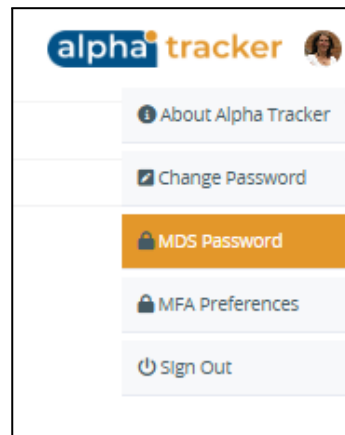 alpha tracker
About Alpha Tracker
Change Password
MDS Password
MFA Preferences
Sign Out